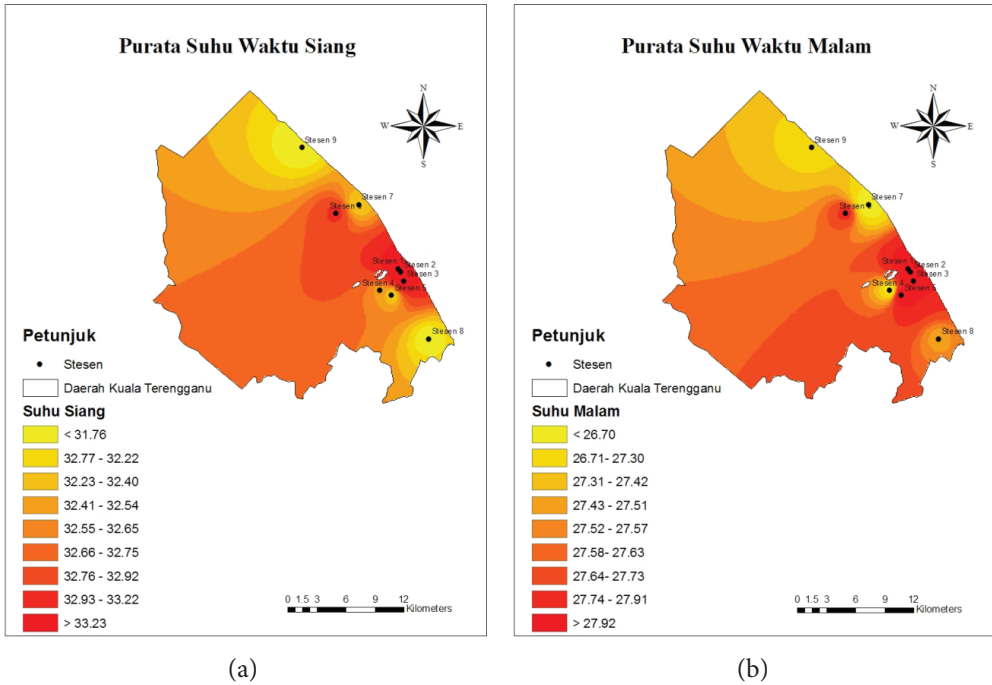 Purata Suhu Waktu Siang
N
W E
S
Stesen 9
Stesen 7
Stesen 6
Stesen 1
Stesen 2
Stesen 3
Stesen 4
Stesen 5
Stesen 8
Petunjuk
Stesen
Daerah Kuala Terengganu
Suhu Siang
< 31.76
32.77 - 32.22
32.23 - 32.40
32.41 - 32.54
32.55 - 32.65
32.66 - 32.75
32.76 - 32.92
32.93 - 33.22
> 33.23
0 1.5 3 6 9 12
Kilometers
(a)
Purata Suhu Waktu Malam
N
W E
S
Stesen 9
Stesen 7
Stesen 6
Stesen 1
Stesen 2
Stesen 3
Stesen 4
Stesen 5
Stesen 8
Petunjuk
Stesen
Daerah Kuala Terengganu
Suhu Malam
< 26.70
26.71- 27.30
27.31 - 27.42
27.43 - 27.51
27.52 - 27.57
27.58- 27.63
27.64 - 27.73
27.74 - 27.91
> 27.92
0 1.5 3 6 9 12
Kilometers
(b)